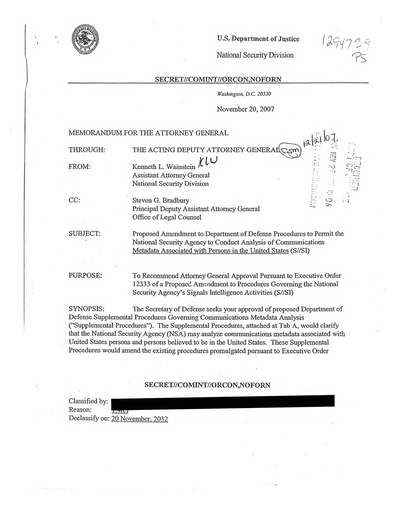 U.S. Department of Justice
1294739
PS
National Security Division
SECRET//COMINT//ORCON,NOFORN
Washington, D.C. 20530
November 20, 2007
MEMORANDUM FOR THE ATTORNEY GENERAL
THROUGH: THE ACTING DEPUTY ATTORNEY GENERAL
12/21/07
FROM: Kenneth L. Wainstein KLW
Assistant Attorney General
National Security Division
CC: Steven G. Bradbury
Principal Deputy Assistant Attorney General
Office of Legal Counsel
SUBJECT: Proposed Amendment to Department of Defense Procedures to Permit the
National Security Agency to Conduct Analysis of Communications
Metadata Associated with Persons in the United States (S//SI)
PURPOSE: To Recommend Attorney General Approval Pursuant to Executive Order
12333 of a Proposed Amendment to Procedures Governing the National
Security Agency's Signals Intelligence Activities (S//SI)
SYNOPSIS: The Secretary of Defense seeks your approval of proposed Department of
Defense Supplemental Procedures Governing Communications Metadata Analysis
("Supplemental Procedures"). The Supplemental Procedures, attached at Tab A, would clarify
that the National Security Agency (NSA) may analyze communications metadata associated with
United States persons and persons believed to be in the United States. These Supplemental
Procedures would amend the existing procedures promulgated pursuant to Executive Order
SECRET//COMINT//ORCON,NOFORN
Classified by:
Reason:
Declassify on: 20 November, 2032